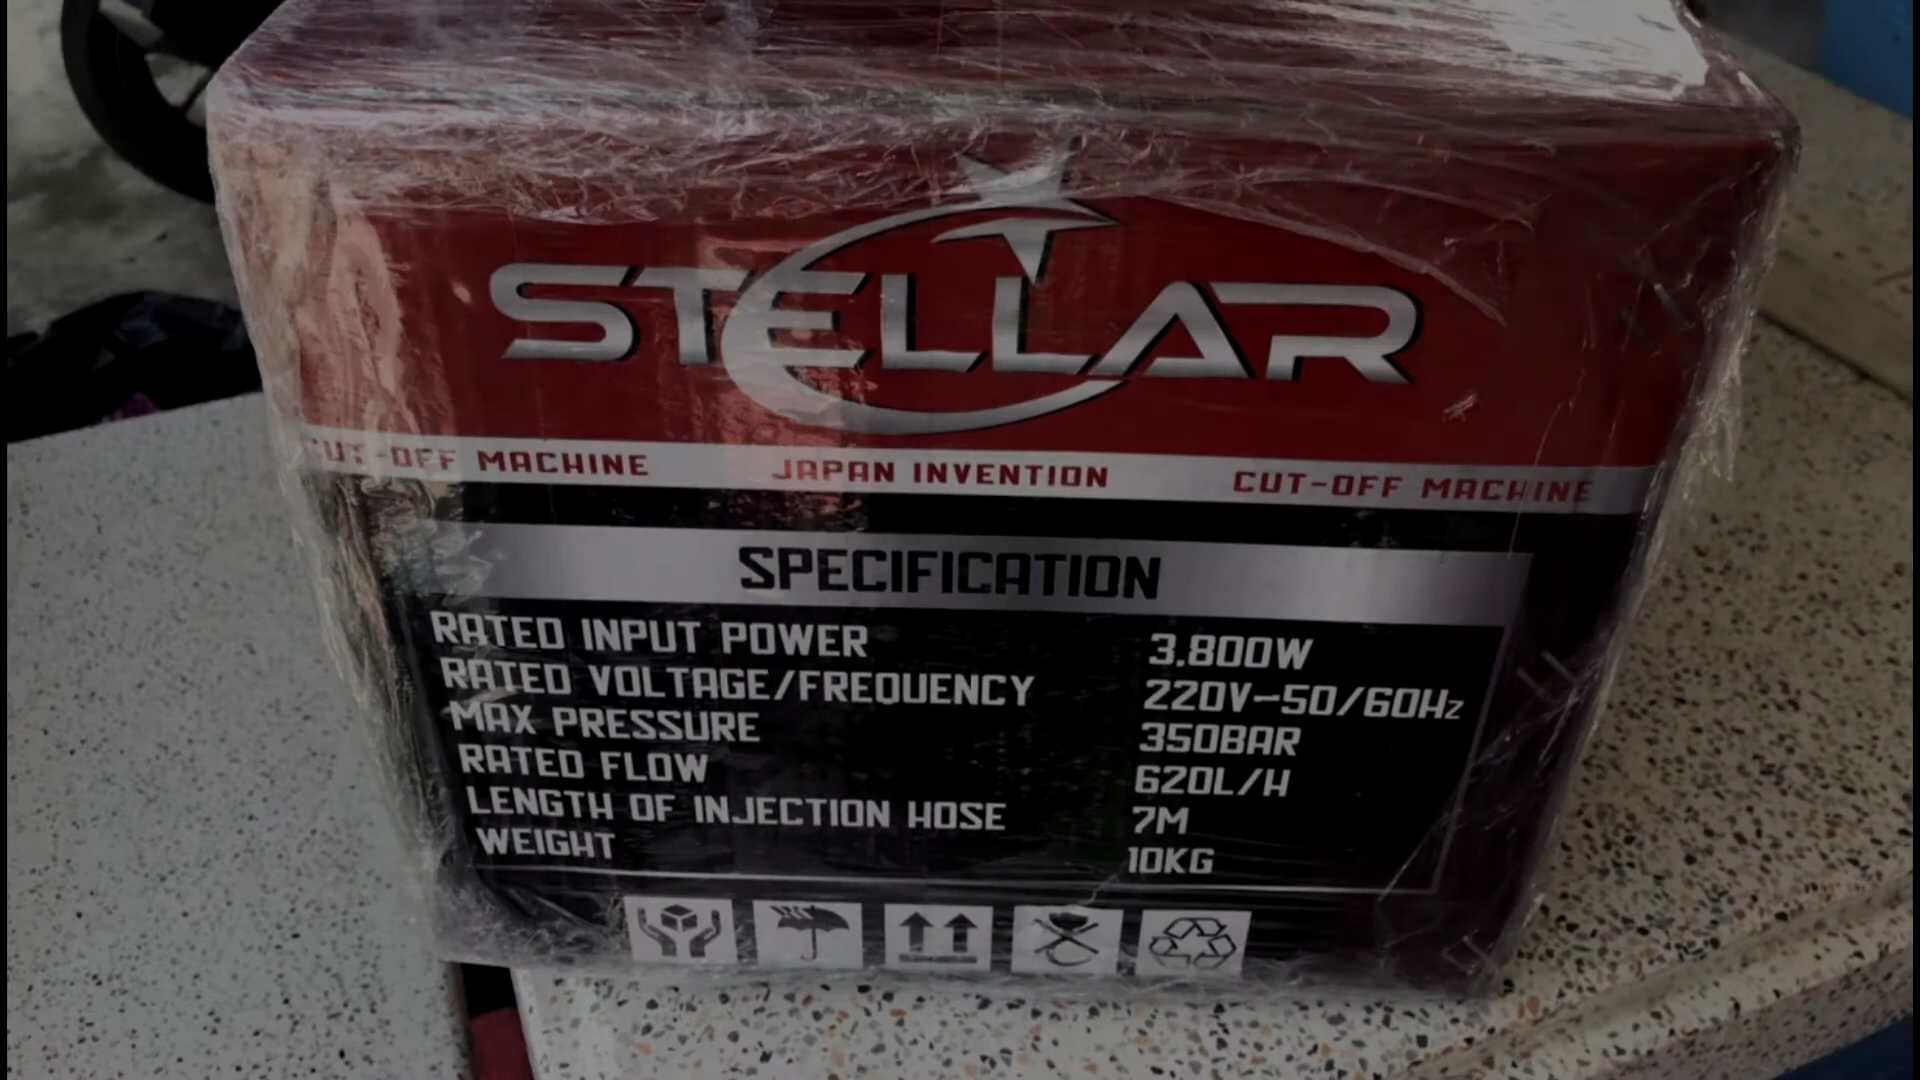 STELLAR
CUT-OFF MACHINE JAPAN INVENTION CUT-OFF MACHINE
SPECIFICATION
RATED INPUT POWER 3.800W
RATED VOLTAGE/FREQUENCY 220V-50/60Hz
MAX PRESSURE 350BAR
RATED FLOW 620L/H
LENGTH OF INJECTION HOSE 7M
WEIGHT 10KG